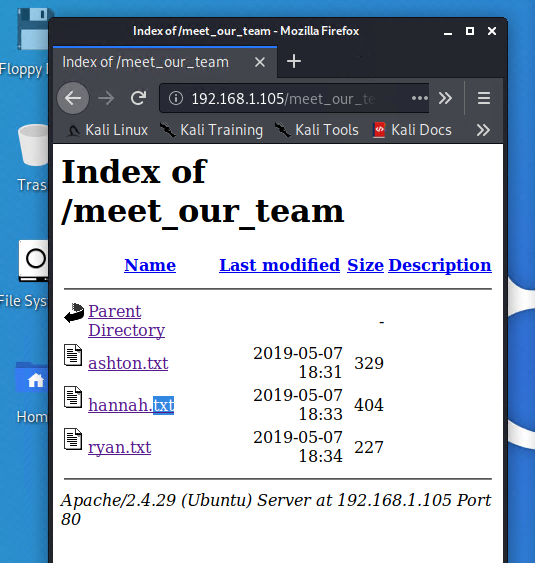 Index of /meet_our_team - Mozilla Firefox
Floppy
Index of /meet_our_team
192.168.1.105/meet_our_te
Kali Linux Kali Training Kali Tools Kali Docs
Index of
/meet_our_team
Name Last modified Size Description
Parent
Directory -
ashton.txt 2019-05-07
18:31 329
hannah.txt 2019-05-07
18:33 404
ryan.txt 2019-05-07
18:34 227
Apache/2.4.29 (Ubuntu) Server at 192.168.1.105 Port
80
Tras
File Sys
Hom